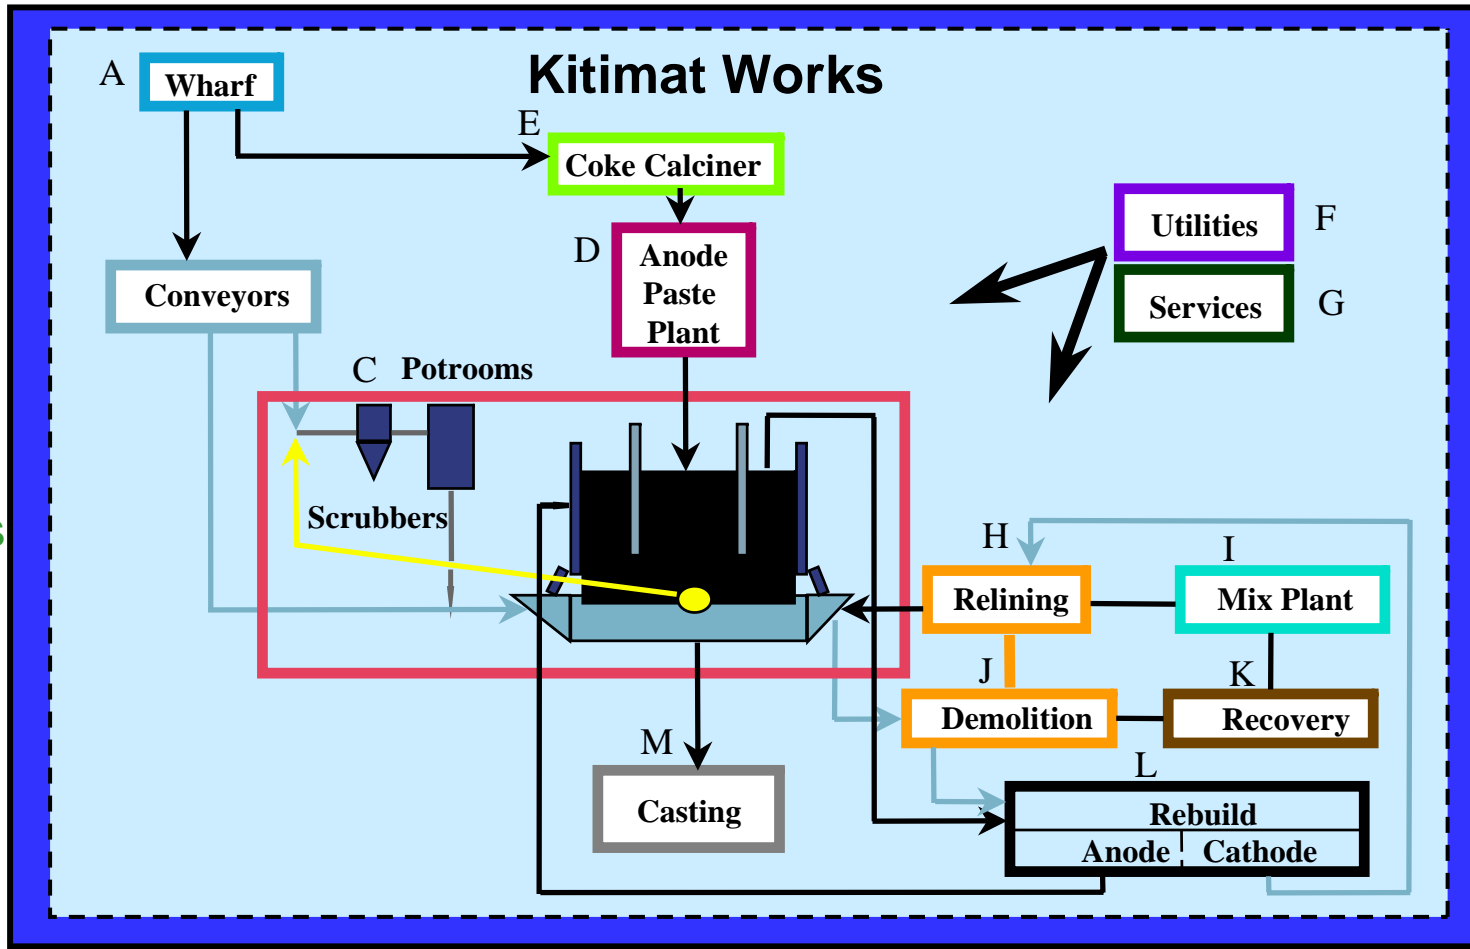 Kitimat Works
A
Wharf
E
Coke Calciner
D
Anode
Paste
Plant
Utilities
F
Services
G
Conveyors
C
Potrooms
Scrubbers
s
H
Relining
I
Mix Plant
J
Demolition
K
Recovery
L
Rebuild
Anode
Cathode
M
Casting